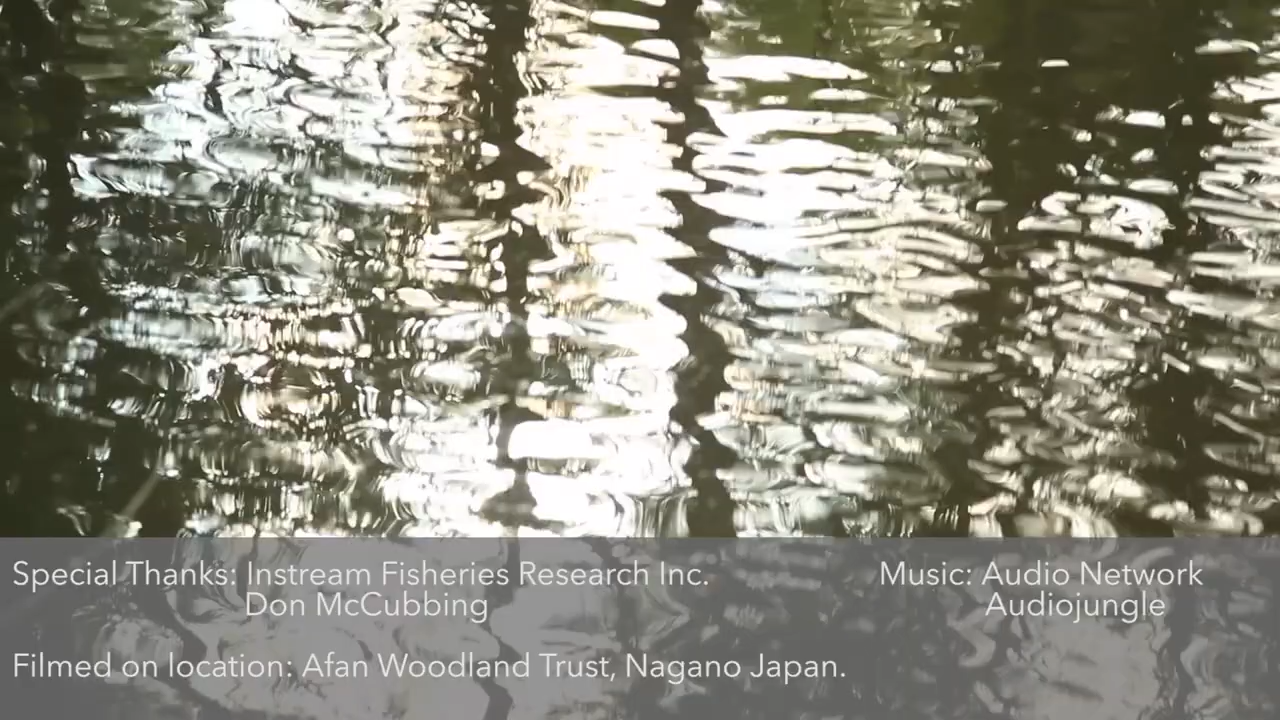 Special Thanks: Instream Fisheries Research Inc.
Don McCubbing
Music: Audio Network
Audiojungle
Filmed on location: Afan Woodland Trust, Nagano Japan.